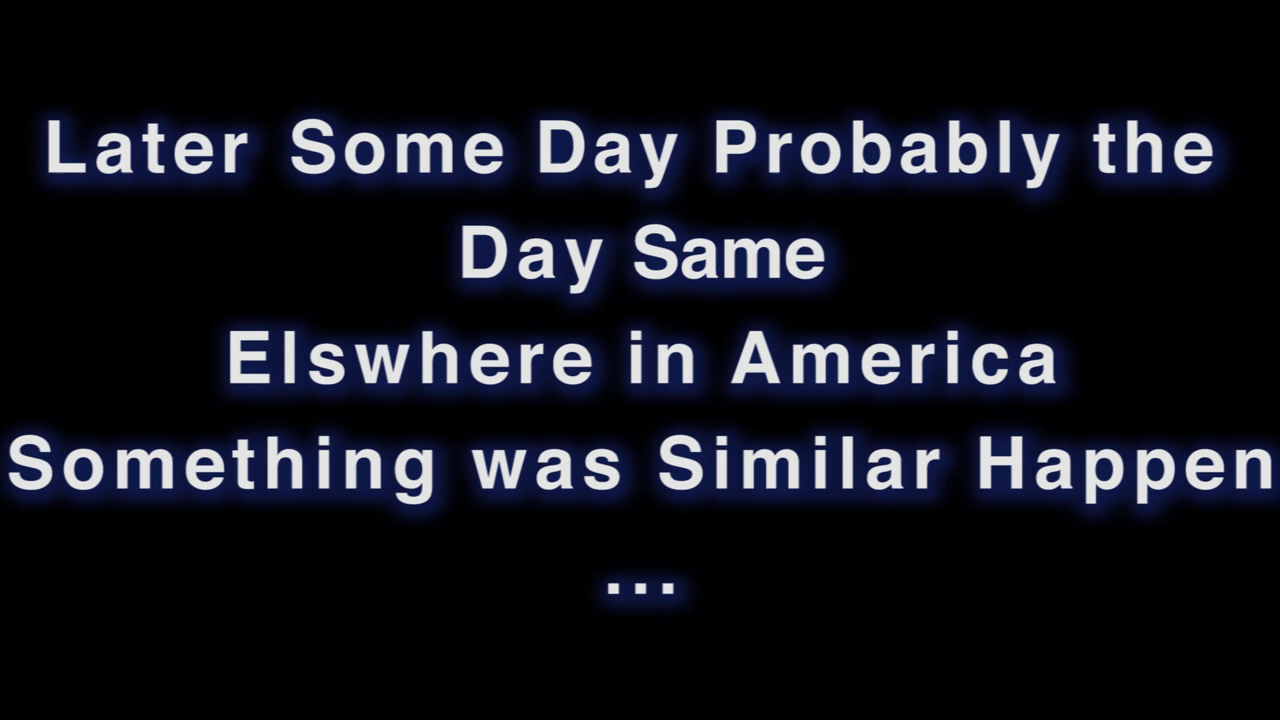 Later Some Day Probably the
Day Same
Elswhere in America
Something was Similar Happen
...